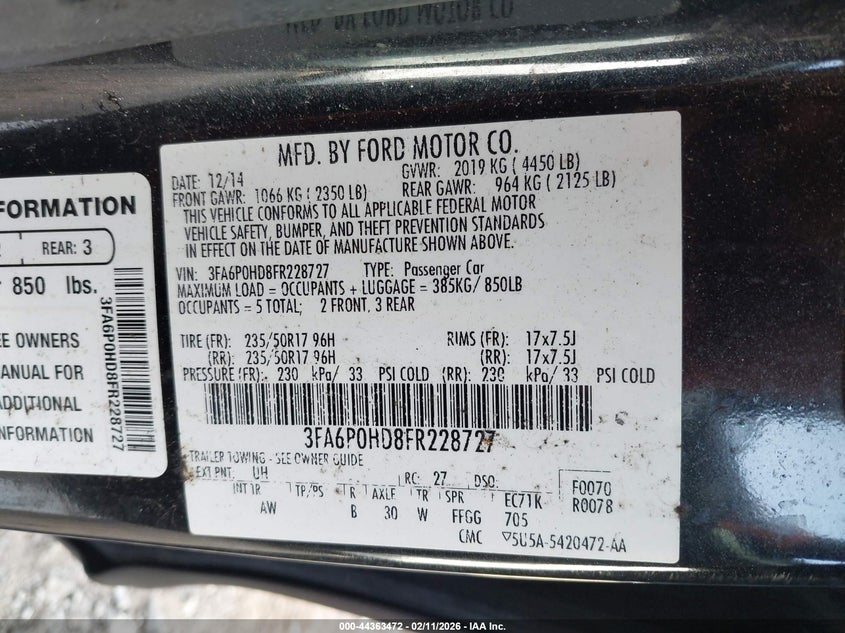 MFD. BY FORD MOTOR CO.
DATE: 12/14
GVWR: 2019 KG ( 4450 LB)
FRONT GAWR: 1066 KG ( 2350 LB)
REAR GAWR: 964 KG ( 2125 LB)
THIS VEHICLE CONFORMS TO ALL APPLICABLE FEDERAL MOTOR
VEHICLE SAFETY, BUMPER, AND THEFT PREVENTION STANDARDS
IN EFFECT ON THE DATE OF MANUFACTURE SHOWN ABOVE.
VIN: 3FA6P0HD8FR228727 TYPE: Passenger Car
MAXIMUM LOAD = OCCUPANTS + LUGGAGE = 385KG/ 850LB
OCCUPANTS = 5 TOTAL; 2 FRONT, 3 REAR
TIRE (FR): 235/50R17 96H RIMS (FR): 17x7.5J
(RR): 235/50R17 96H (RR): 17x7.5J
PRESSURE (FR): 230 kPa/ 33 PSI COLD (RR): 230 kPa/ 33 PSI COLD
3FA6P0HD8FR228727
TRAILER TOWING - SEE OWNER GUIDE
EXT PNT: UH RC: 27 DSO:
F0070
R0078
INT TR TP/PS R AXLE TR SPR EC71K
AW B 30 W FFGG 705
CMC 5U5A-5420472-AA
FORMATION
REAR: 3
850 lbs.
EE OWNERS
MANUAL FOR
ADDITIONAL
INFORMATION
3FA6P0HD8FR228727
000-44363472 - 02/11/2026 - IAA Inc.